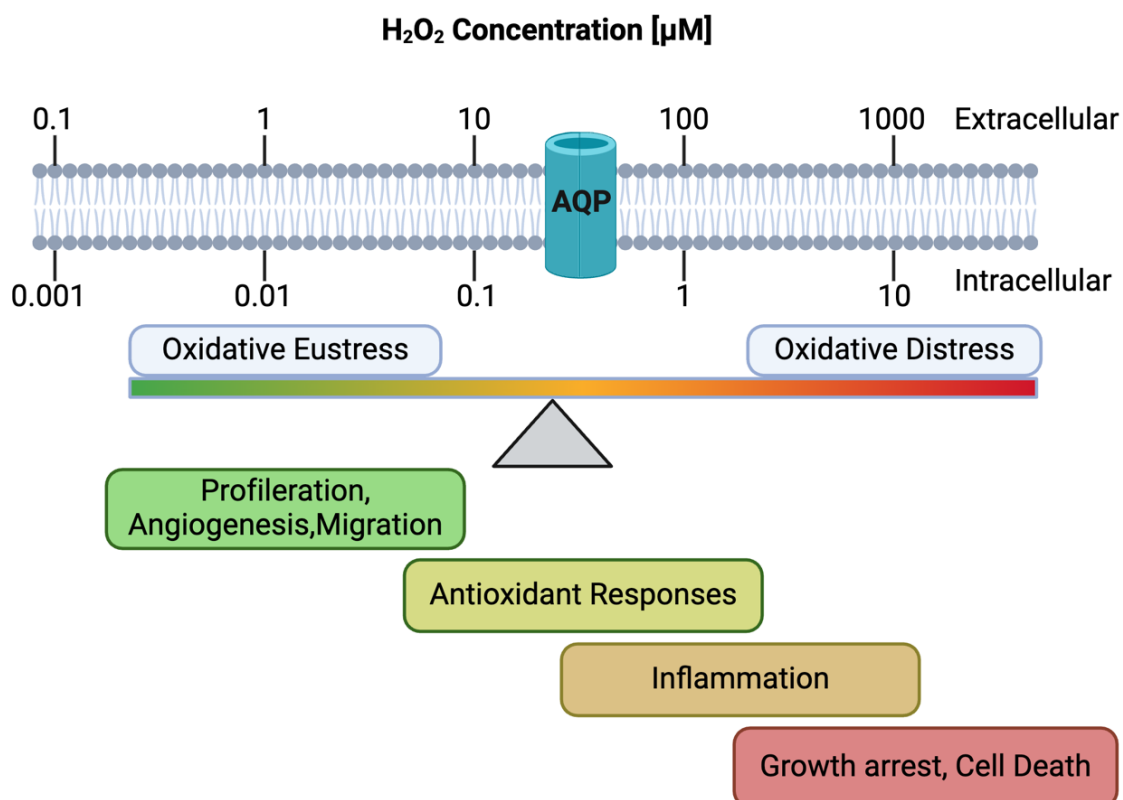 H₂O₂ Concentration [µM]
0.1 1 10 100 1000 Extracellular
AQP
Intracellular
0.001 0.01 0.1 1 10
Oxidative Eustress Oxidative Distress
Profileration,
Angiogenesis,Migration
Antioxidant Responses
Inflammation
Growth arrest, Cell Death